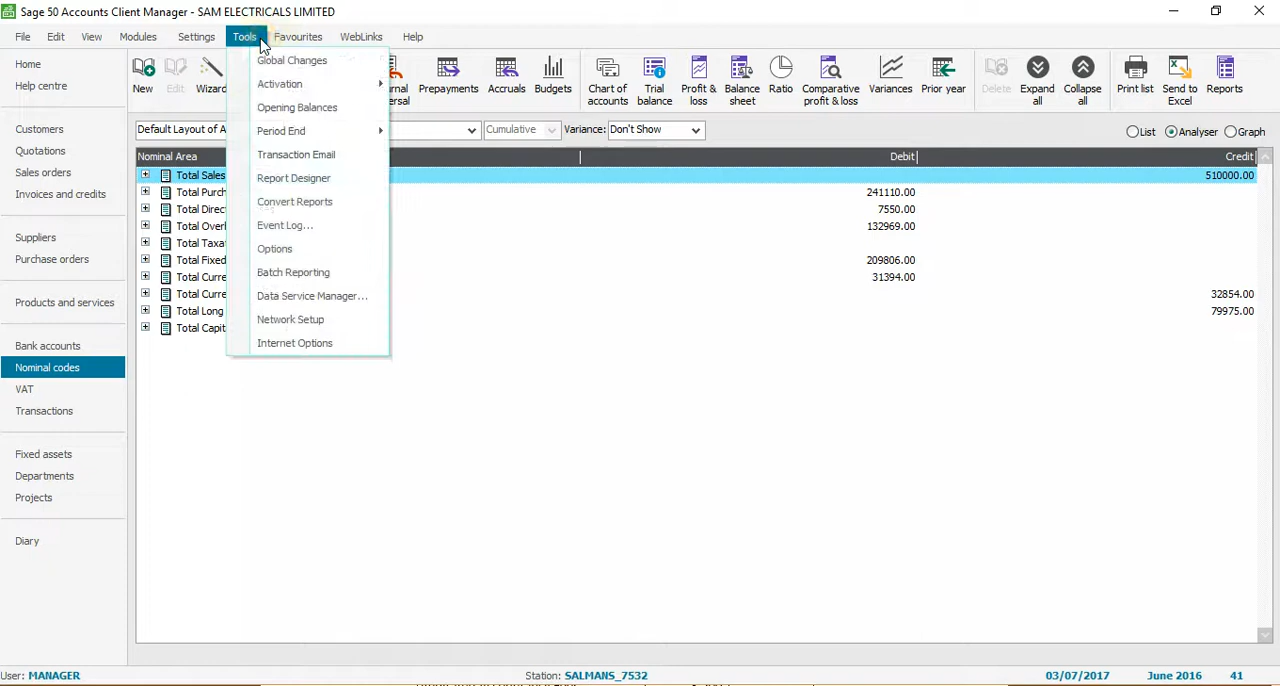 Sage 50 Accounts Client Manager - SAM ELECTRICALS LIMITED
File Edit View Modules Settings Tools Favourites WebLinks Help
Home
Help centre
Customers
Quotations
Sales orders
Invoices and credits
Suppliers
Purchase orders
Products and services
Bank accounts
Nominal codes
VAT
Transactions
Fixed assets
Departments
Projects
Diary
New Edit Wizard
Prepayments Accruals Budgets Chart of accounts Trial balance Profit & loss Balance sheet Ratio Comparative profit & loss Variances Prior year Delete Expand all Collapse all Print list Send to Excel Reports
Global Changes
Activation
Opening Balances
Period End
Transaction Email
Report Designer
Convert Reports
Event Log...
Options
Batch Reporting
Data Service Manager...
Network Setup
Internet Options
Default Layout of A Cumulative Variance: Don't Show List Analyser Graph
Nominal Area Debit Credit
Total Sales 510000.00
Total Purch 241110.00
Total Direc 7550.00
Total Over 132969.00
Total Taxa
Total Fixed 209806.00
Total Curre 31394.00
Total Curre 32854.00
Total Long 79975.00
Total Capit
User: MANAGER Station: SALMANS_7532 03/07/2017 June 2016 41